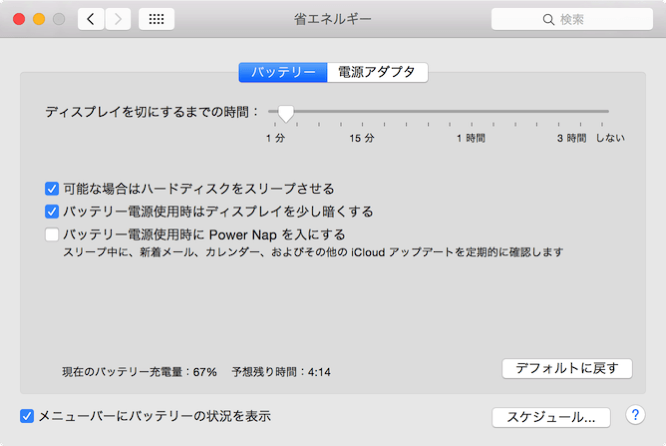 省エネルギー
検索
バッテリー 電源アダプタ
ディスプレイを切にするまでの時間：
1 分 15 分 1 時間 3 時間 しない
可能な場合はハードディスクをスリープさせる
バッテリー電源使用時はディスプレイを少し暗くする
バッテリー電源使用時に Power Nap を入にする
スリープ中に、新着メール、カレンダー、およびその他の iCloud アップデートを定期的に確認します
現在のバッテリー充電量：67% 予想残り時間：4:14
デフォルトに戻す
メニューバーにバッテリーの状況を表示
スケジュール...
?